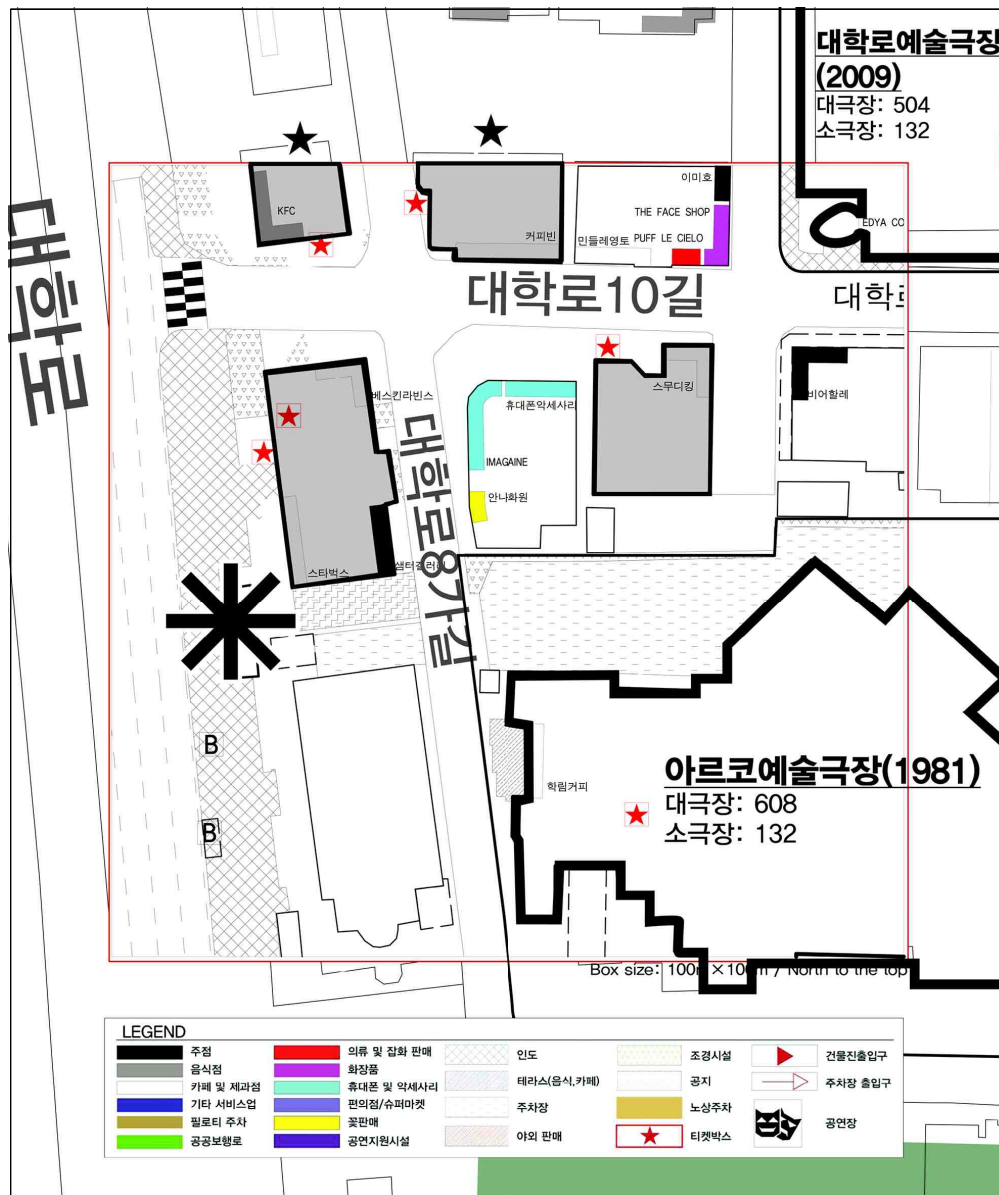 대학로예술극장
(2009)
대극장: 504
소극장: 132
이미호
KFC
THE FACE SHOP
EDYA CO
커피빈
민들레영토
PUFF LE CIELO
대학로
대학로10길
대학로
베스킨라빈스
휴대폰악세사리
스무디킹
비어할레
IMAGAINE
안나화원
대학로8가길
스타벅스
샘터갤러리
B
B
아르코예술극장(1981)
대극장: 608
소극장: 132
학림커피
Box size: 100m×100m / North to the top
LEGEND
주점
음식점
카페 및 제과점
기타 서비스업
필로티 주차
공공보행로
의류 및 잡화 판매
화장품
휴대폰 및 악세사리
편의점/슈퍼마켓
꽃판매
공연지원시설
인도
테라스(음식,카페)
주차장
야외 판매
조경시설
공지
노상주차
티켓박스
건물진출입구
주차장 출입구
공연장